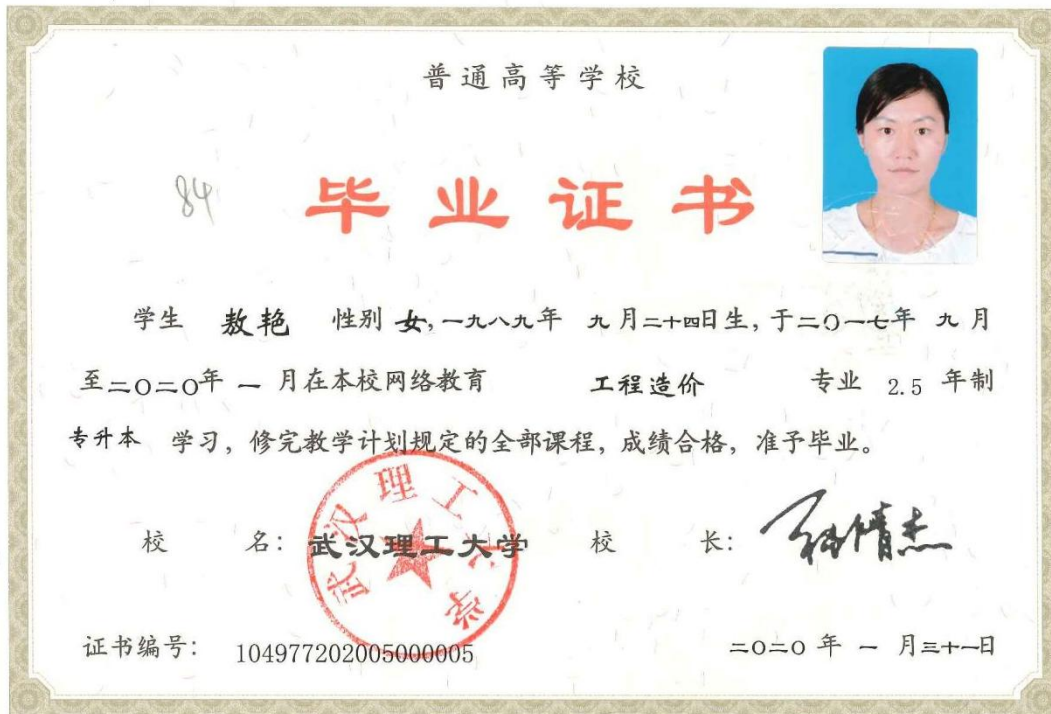 普通高等学校
84
毕业证书
学生 敖艳 性别 女,一九八九年 九月二十四日生,于二〇一七年 九月
至二〇二〇年 一 月在本校网络教育 工程造价 专业 2.5 年制
专升本 学习,修完教学计划规定的全部课程,成绩合格,准予毕业。
校 名: 武汉理工大学 校 长:
武汉理工大学
证书编号: 104977202005000005 二〇二〇 年 一 月三十一日